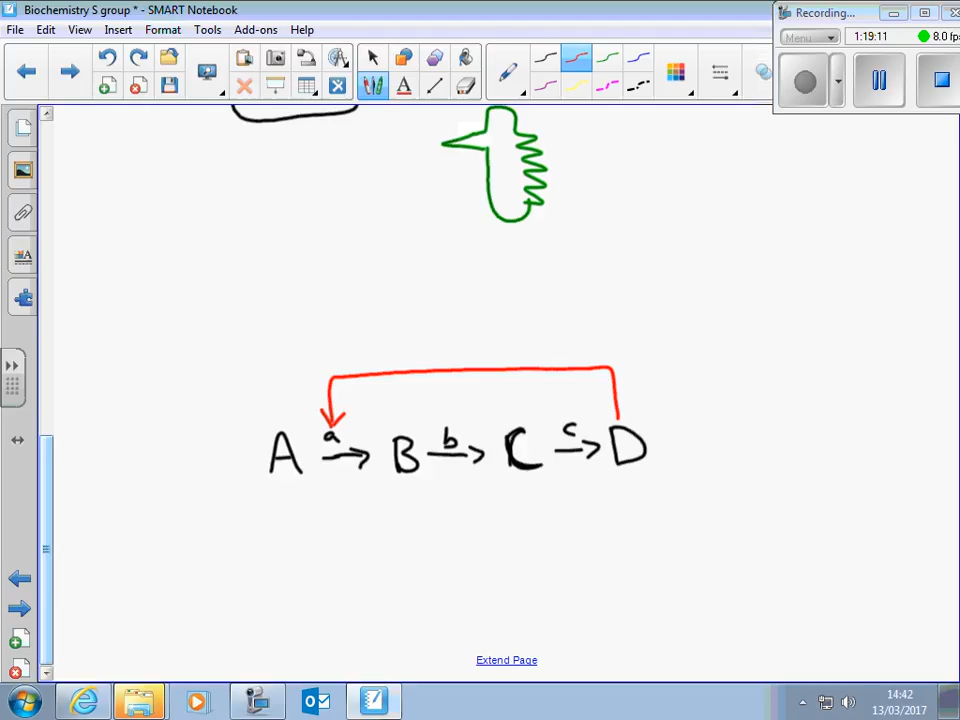 Biochemistry S group * - SMART Notebook
Recording...
File Edit View Insert Format Tools Add-ons Help
Menu 1:19:11 8.0 fp
A
A a → B b → C c → D
Extend Page
14:42
13/03/2017